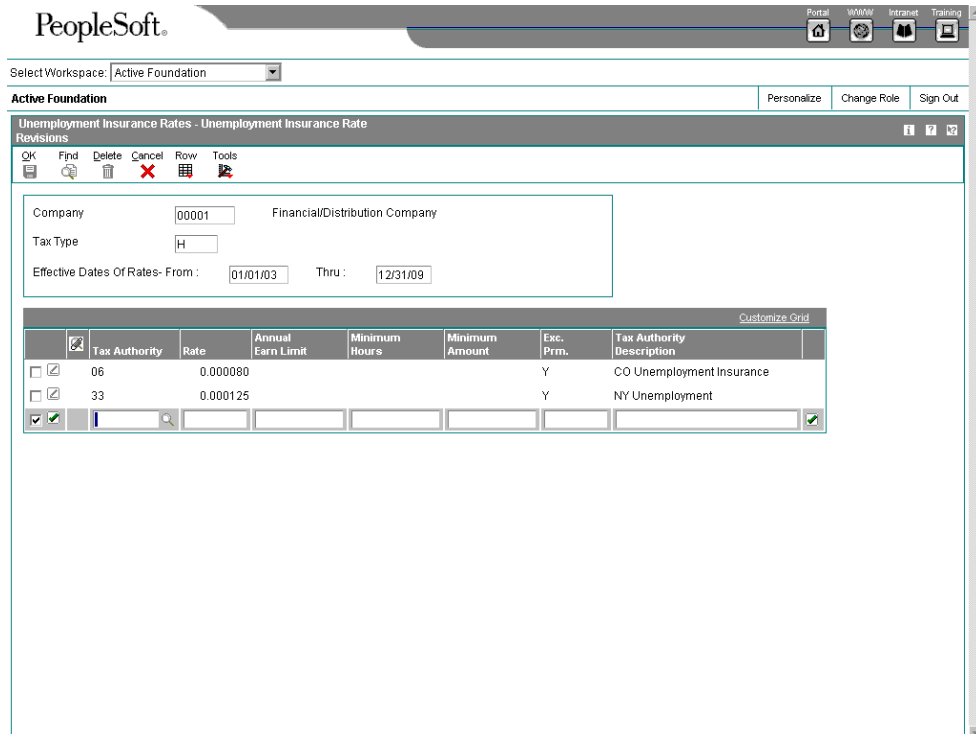 PeopleSoft.
Portal WWW Intranet Training
Select Workspace: Active Foundation
Active Foundation Personalize Change Role Sign Out
Unemployment Insurance Rates - Unemployment Insurance Rate
Revisions
OK Find Delete Cancel Row Tools
Company 00001 Financial/Distribution Company
Tax Type H
Effective Dates Of Rates- From : 01/01/03 Thru : 12/31/09
Customize Grid
Tax Authority Rate Annual Earn Limit Minimum Hours Minimum Amount Exc. Prm. Tax Authority Description
06 0.000080 Y CO Unemployment Insurance
33 0.000125 Y NY Unemployment